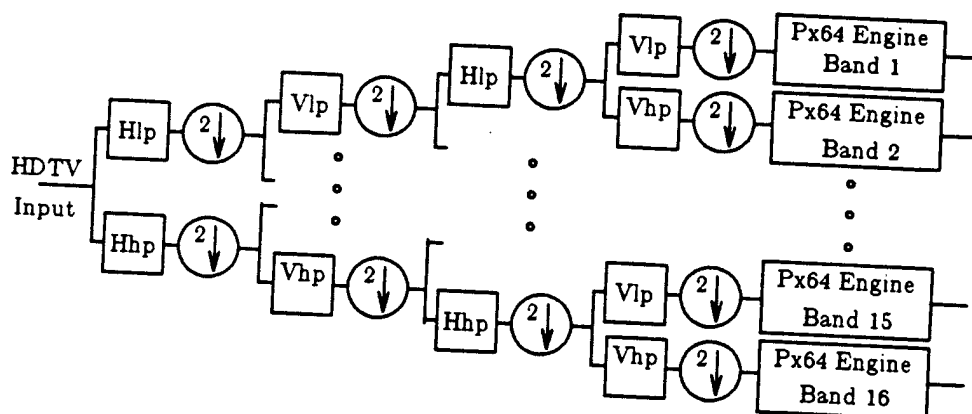 HDTV
Input
Hlp
2
Vlp
2
Hlp
2
Vlp
2
Px64 Engine
Band 1
Vhp
2
Px64 Engine
Band 2
Hhp
2
Vhp
2
Hhp
2
Vlp
2
Px64 Engine
Band 15
Vhp
2
Px64 Engine
Band 16